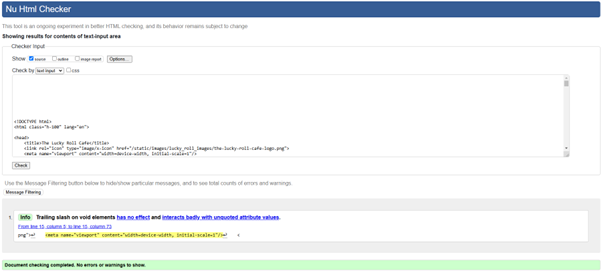 Nu Html Checker
This tool is an ongoing experiment in better HTML checking, and its behavior remains subject to change
Showing results for contents of text-input area
Checker Input
Show source outline image report Options...
Check by text input css
<!DOCTYPE html>
<html class="h-100" lang="en">
<head>
<title>The Lucky Roll Cafe</title>
<link rel="icon" type="image/x-icon" href="/static/images/lucky_roll_images/the-lucky-roll-cafe-logo.png">
<meta name="viewport" content="width=device-width, initial-scale=1"/>
Check
Use the Message Filtering button below to hide/show particular messages, and to see total counts of errors and warnings.
Message Filtering
1. Info Trailing slash on void elements has no effect and interacts badly with unquoted attribute values.
From line 15, column 5; to line 15, column 73
png">↩ <meta name="viewport" content="width=device-width, initial-scale=1"/>↩ <
Document checking completed. No errors or warnings to show.